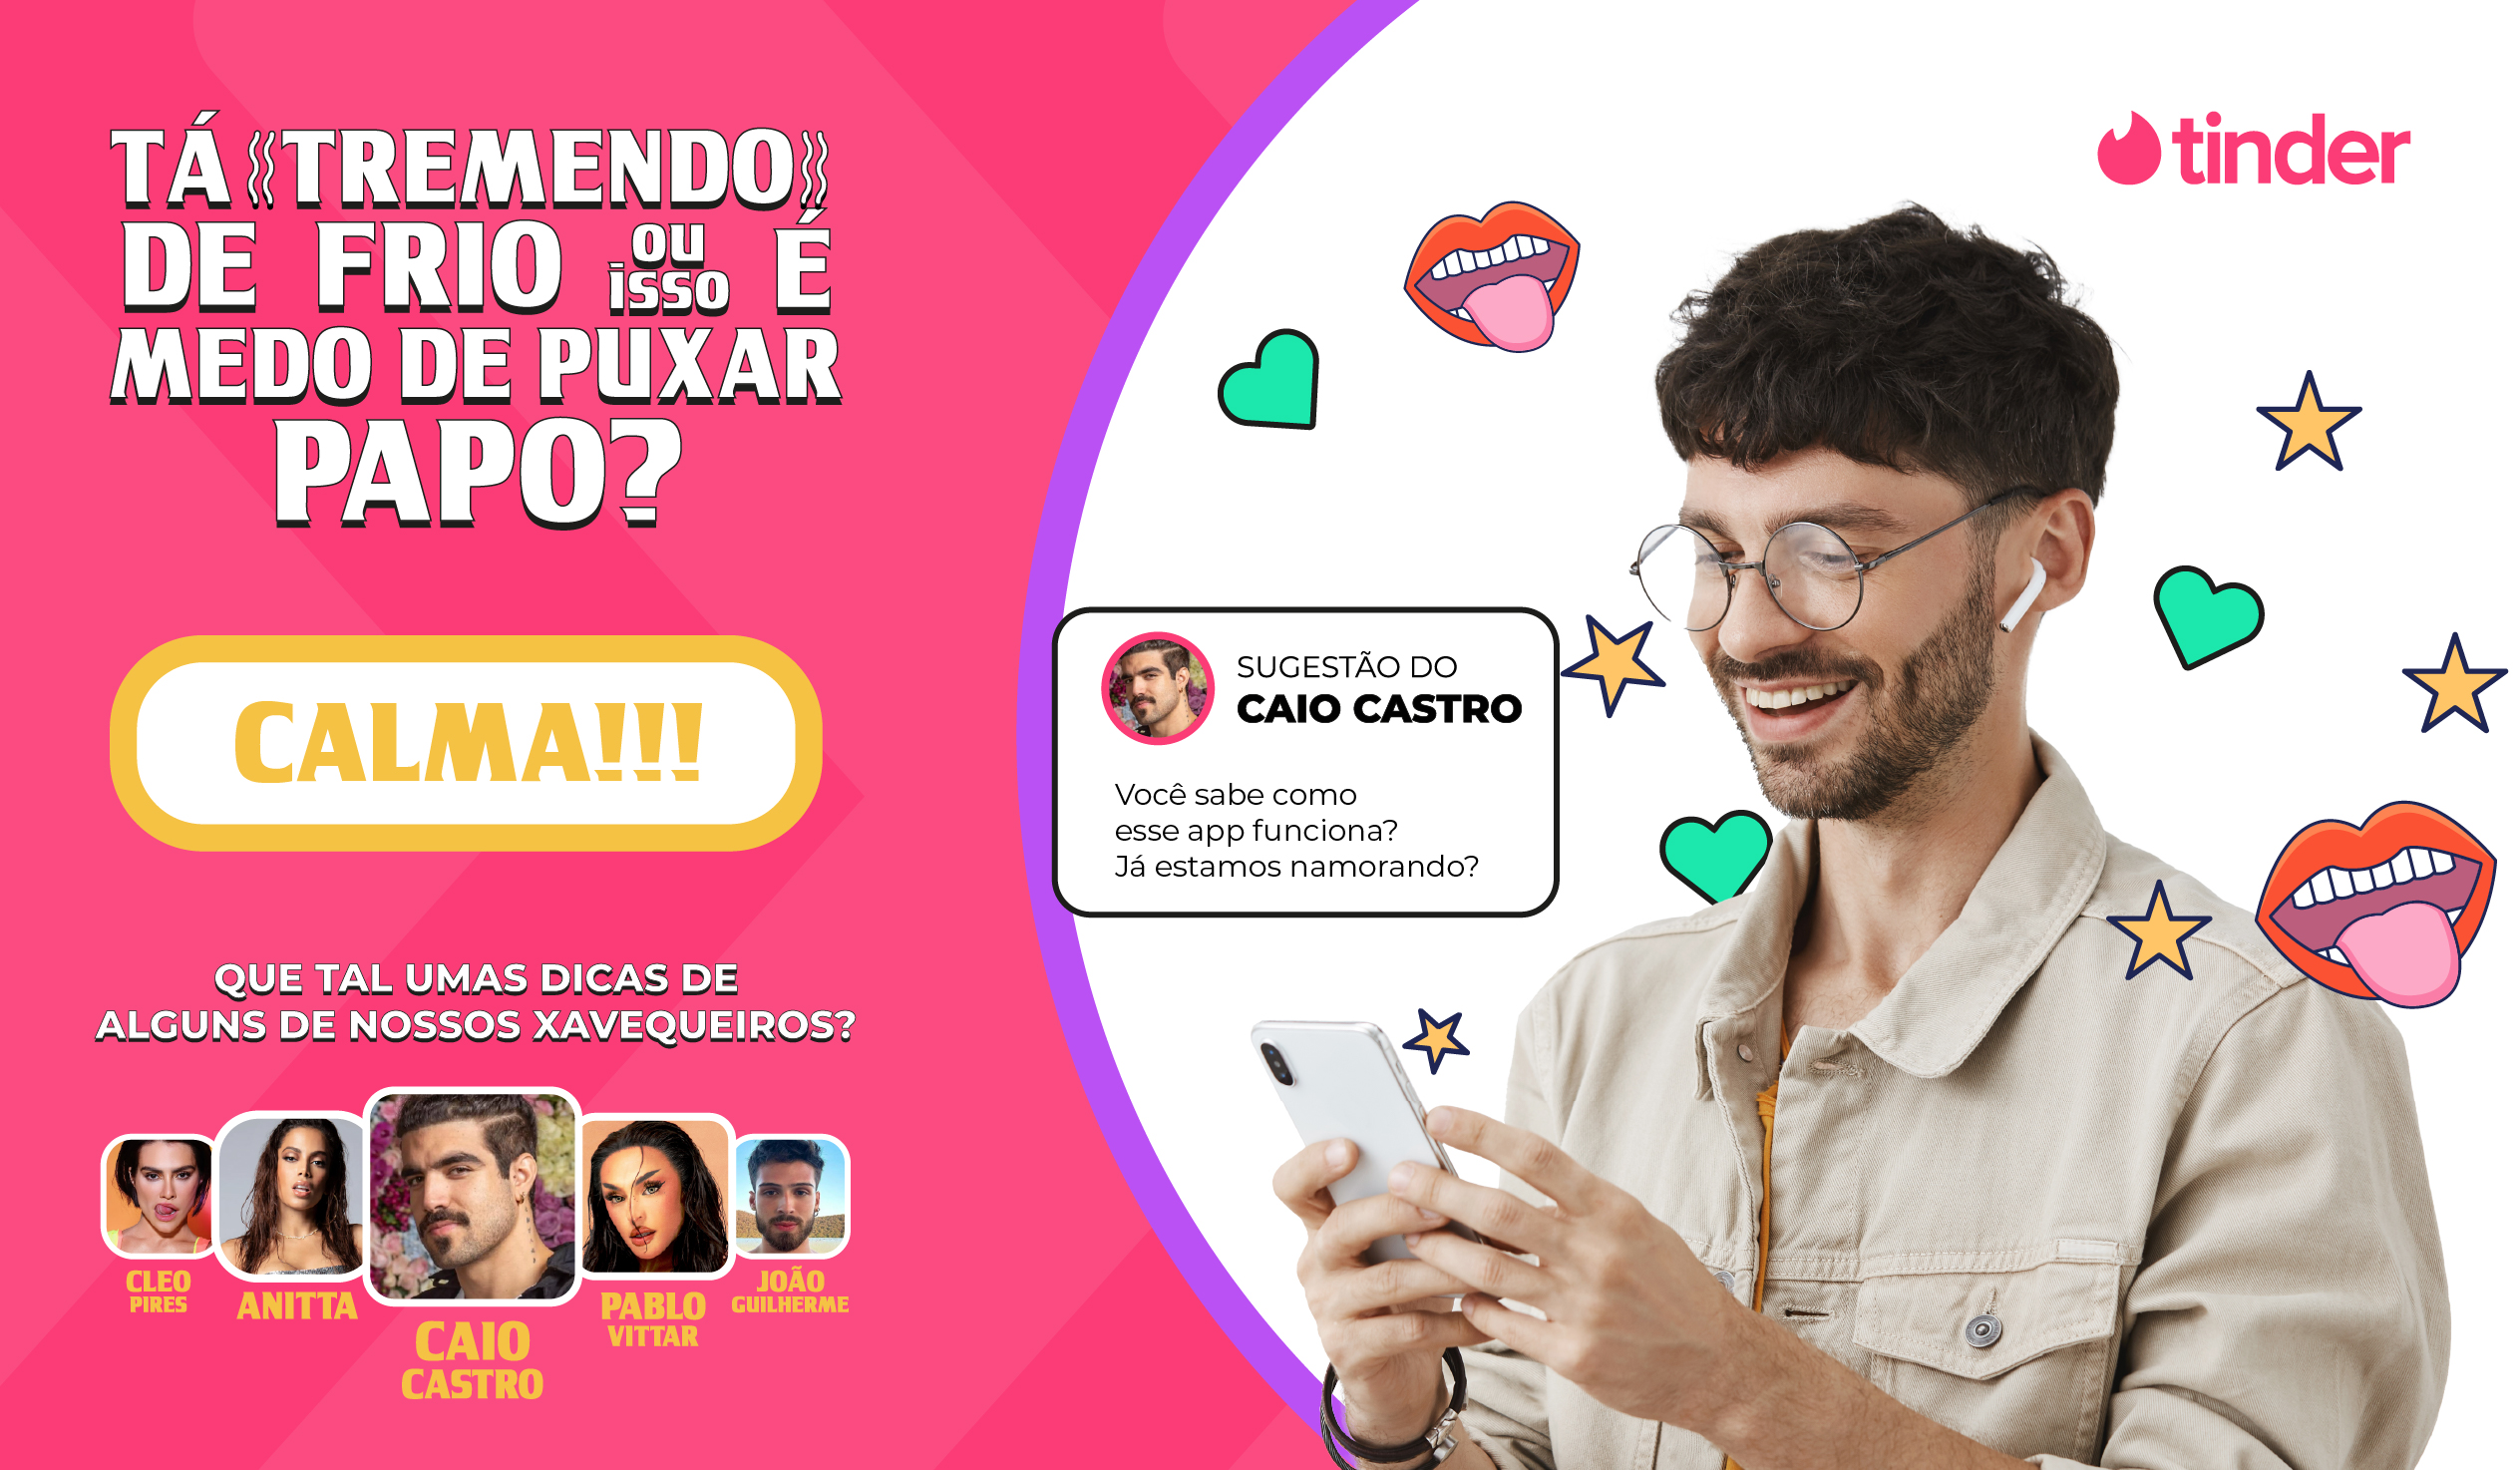 TÁ TREMENDO
DE FRIO ou isso É
MEDO DE PUXAR
PAPO?
CALMA!!!
QUE TAL UMAS DICAS DE
ALGUNS DE NOSSOS XAVEQUEIROS?
CLEO
PIRES
ANITTA
CAIO
CASTRO
PABLO
VITTAR
JOÃO
GUILHERME
tinder
SUGESTÃO DO
CAIO CASTRO
Você sabe como
esse app funciona?
Já estamos namorando?